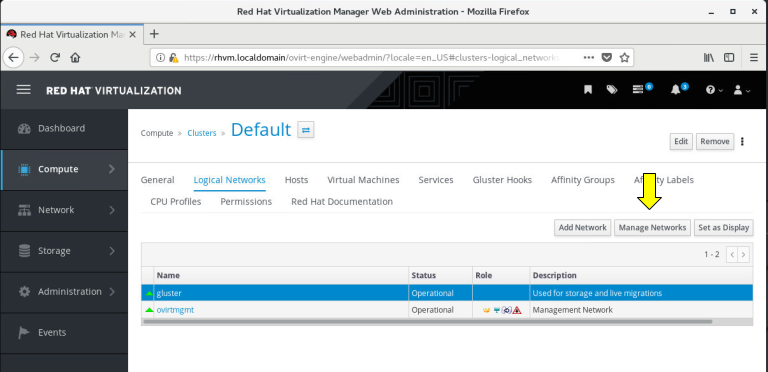 Red Hat Virtualization Manager Web Administration - Mozilla Firefox
Red Hat Virtualization Ma
https://rhvm.localdomain/ovirt-engine/webadmin/?locale=en_US#clusters-logical_network
RED HAT VIRTUALIZATION
Dashboard
Compute
Network
Storage
Administration
Events
Compute » Clusters » Default
Edit Remove
General Logical Networks Hosts Virtual Machines Services Gluster Hooks Affinity Groups Affinity Labels
CPU Profiles Permissions Red Hat Documentation
Add Network Manage Networks Set as Display
1 - 2
Name Status Role Description
gluster Operational Used for storage and live migrations
ovirtmgmt Operational Management Network